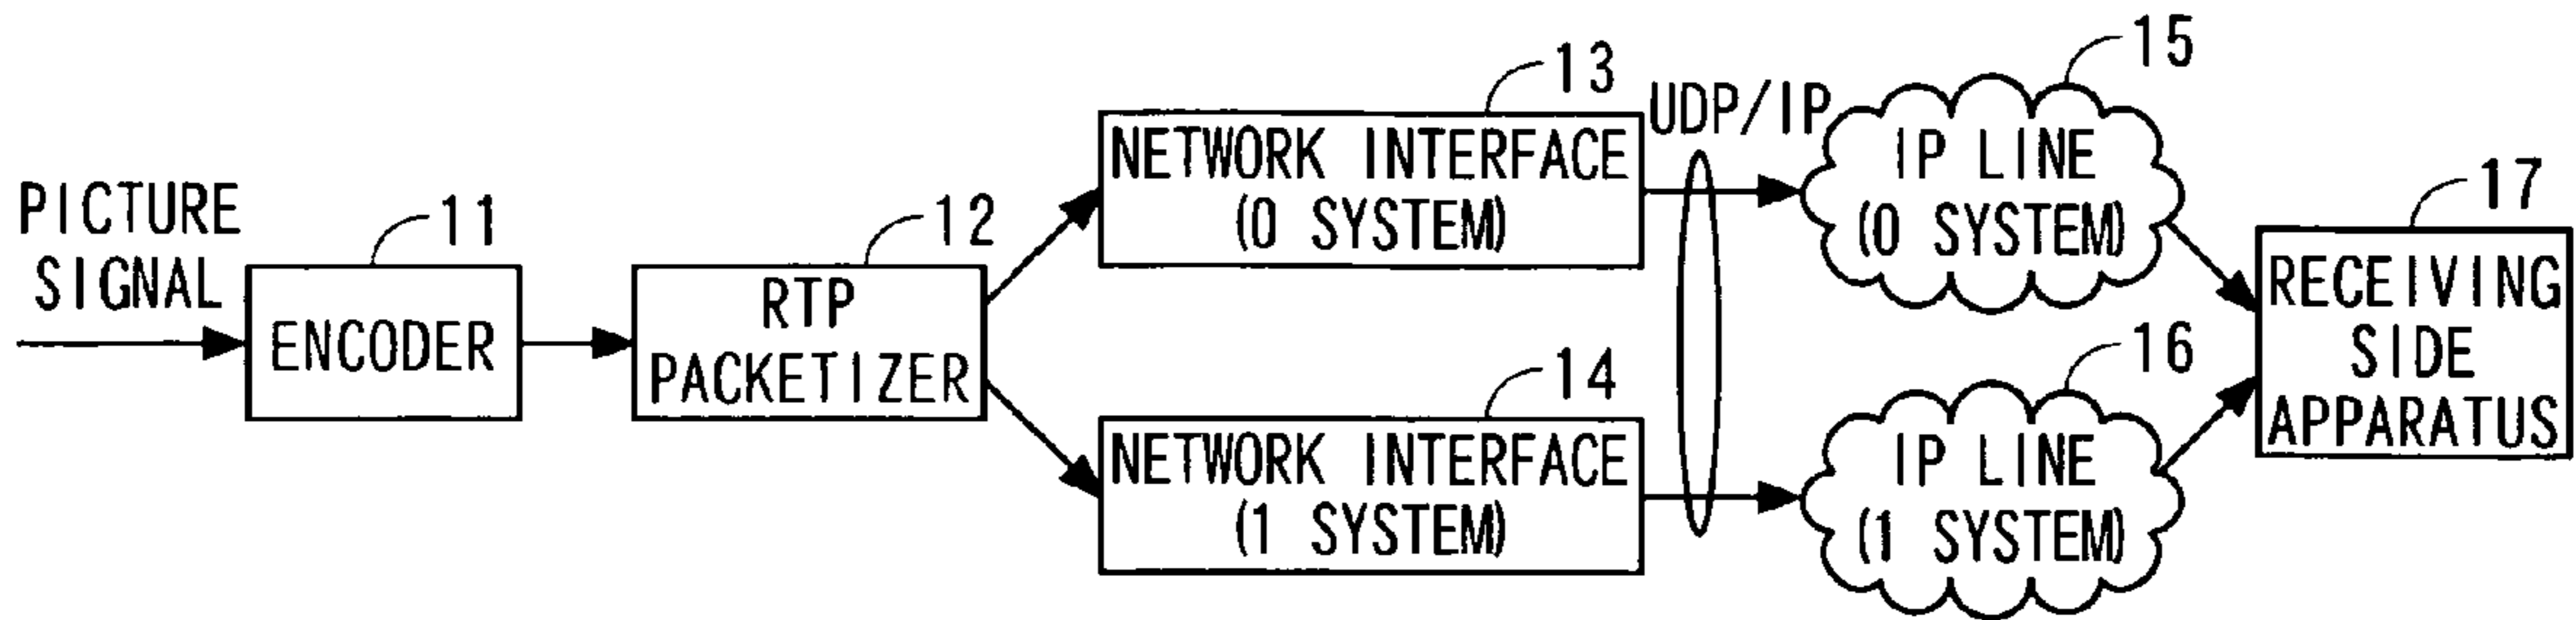 PICTURE
SIGNAL
11
ENCODER
12
RTP
PACKETIZER
13
NETWORK INTERFACE
(0 SYSTEM)
14
NETWORK INTERFACE
(1 SYSTEM)
UDP/IP
15
IP LINE
(0 SYSTEM)
16
IP LINE
(1 SYSTEM)
17
RECEIVING
SIDE
APPARATUS